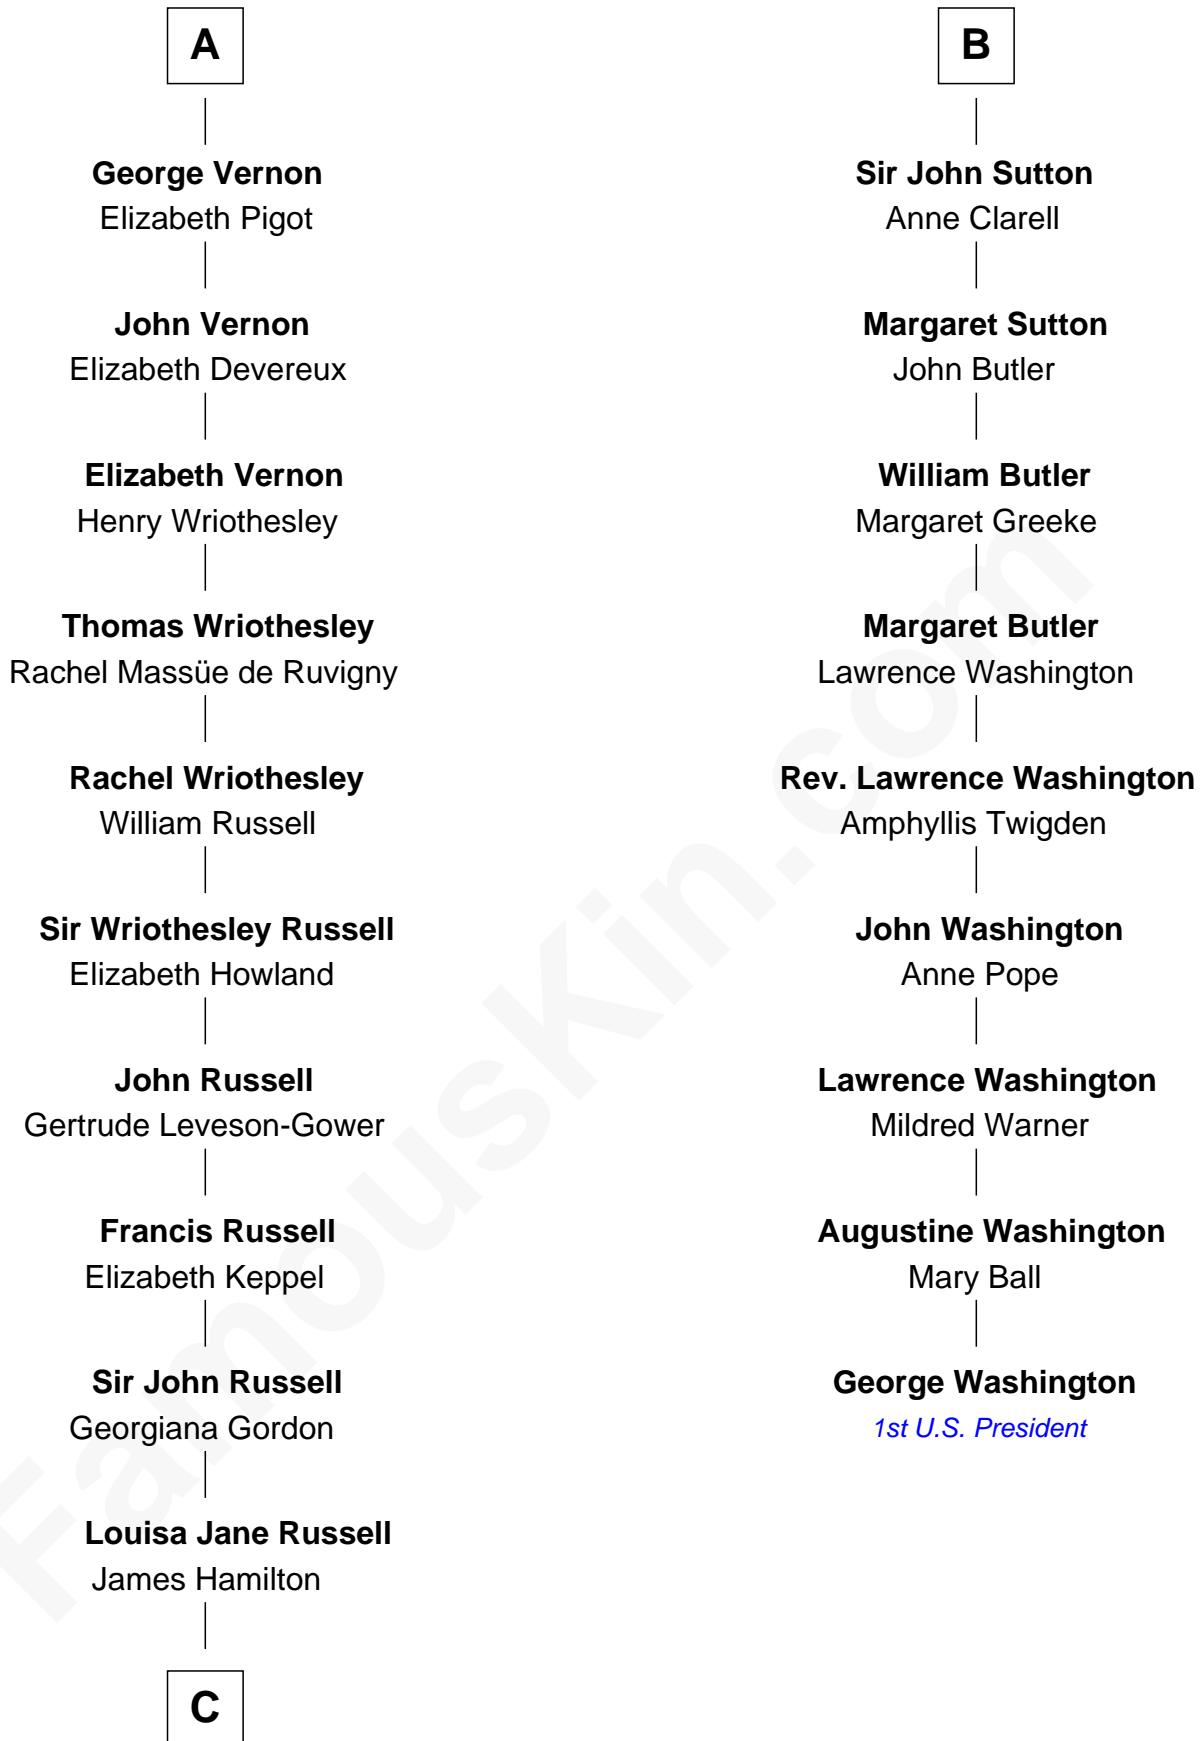 A
George Vernon
Elizabeth Pigot
John Vernon
Elizabeth Devereux
Elizabeth Vernon
Henry Wriothesley
Thomas Wriothesley
Rachel Massüe de Ruvigny
Rachel Wriothesley
William Russell
Sir Wriothesley Russell
Elizabeth Howland
John Russell
Gertrude Leveson-Gower
Francis Russell
Elizabeth Keppel
Sir John Russell
Georgiana Gordon
Louisa Jane Russell
James Hamilton
C
B
Sir John Sutton
Anne Clarell
Margaret Sutton
John Butler
William Butler
Margaret Greeke
Margaret Butler
Lawrence Washington
Rev. Lawrence Washington
Amphyllis Twigden
John Washington
Anne Pope
Lawrence Washington
Mildred Warner
Augustine Washington
Mary Ball
George Washington
1st U.S. President
FamousKin.com